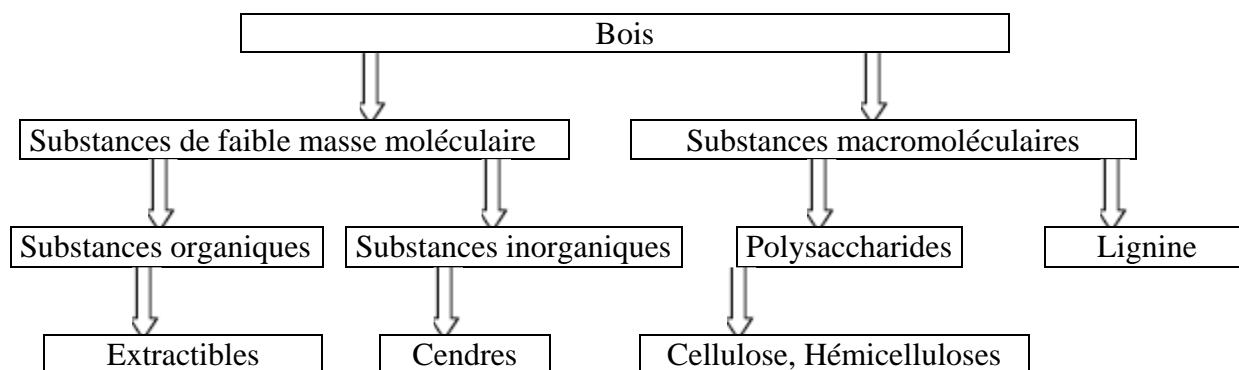 Bois
Substances de faible masse moléculaire
Substances macromoléculaires
Substances organiques
Substances inorganiques
Polysaccharides
Lignine
Extractibles
Cendres
Cellulose, Hémicelluloses